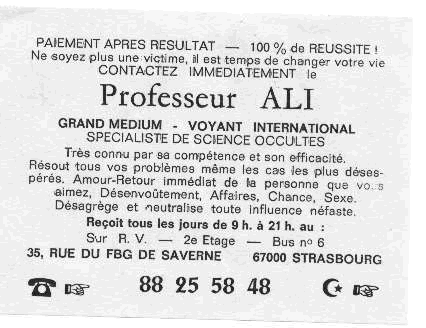 PAIEMENT APRES RESULTAT — 100 % de REUSSITE !
Ne soyez plus une victime, il est temps de changer votre vie
CONTACTEZ IMMEDIATEMENT le
Professeur ALI
GRAND MEDIUM - VOYANT INTERNATIONAL
SPECIALISTE DE SCIENCE OCCULTES
Très connu par sa compétence et son efficacité.
Résout tous vos problèmes même les cas les plus déses-
pérés. Amour-Retour immédiat de la personne que vous
aimez, Désenvoûtement, Affaires, Chance, Sexe.
Désagrège et neutralise toute influence néfaste.
Reçoit tous les jours de 9 h. à 21 h. au :
Sur R. V. — 2e Etage — Bus nº 6
35, RUE DU FBG DE SAVERNE 67000 STRASBOURG
88 25 58 48